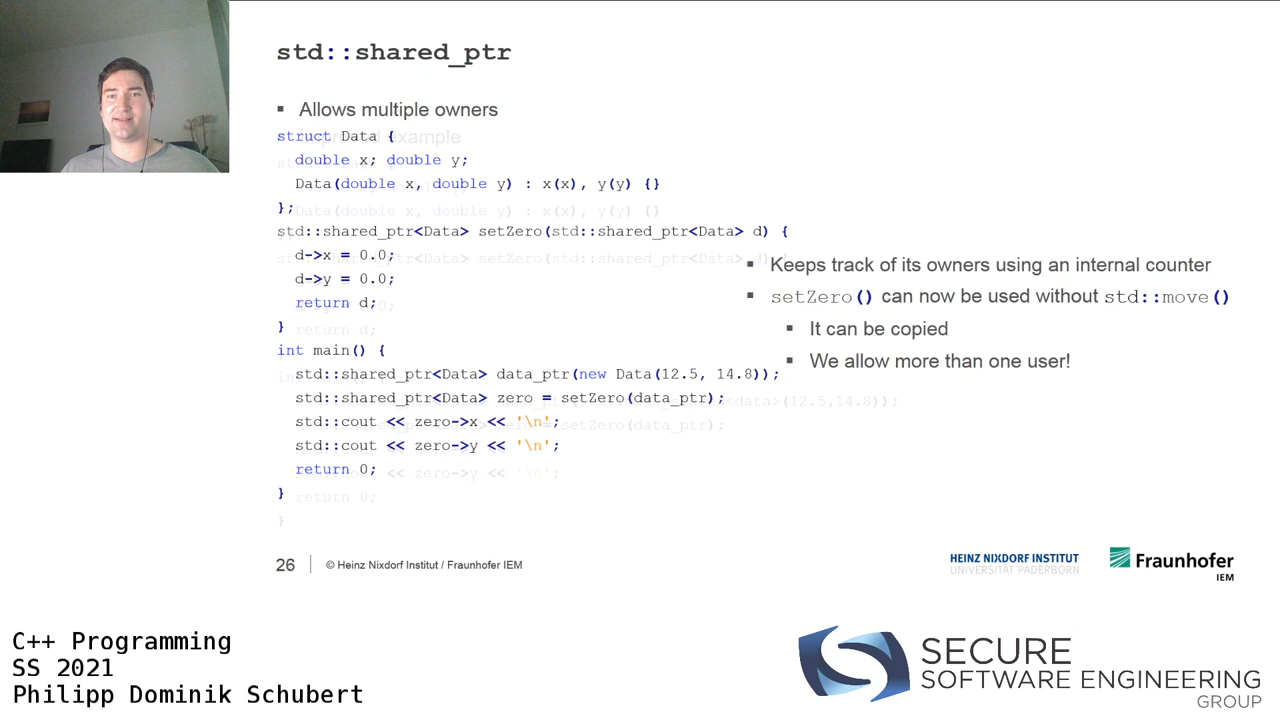 std::shared_ptr
▪ Allows multiple owners
struct Data {
double x; double y;
Data(double x, double y) : x(x), y(y) {}
};
std::shared_ptr<Data> setZero(std::shared_ptr<Data> d) {
d->x = 0.0;
d->y = 0.0;
return d;
}
int main() {
std::shared_ptr<Data> data_ptr(new Data(12.5, 14.8));
std::shared_ptr<Data> zero = setZero(data_ptr);
std::cout << zero->x << '\n';
std::cout << zero->y << '\n';
return 0;
}
▪ Keeps track of its owners using an internal counter
▪ setZero() can now be used without std::move()
▪ It can be copied
▪ We allow more than one user!
26
© Heinz Nixdorf Institut / Fraunhofer IEM
HEINZ NIXDORF INSTITUT
UNIVERSITÄT PADERBORN
Fraunhofer
IEM
C++ Programming
SS 2021
Philipp Dominik Schubert
SECURE
SOFTWARE ENGINEERING
GROUP